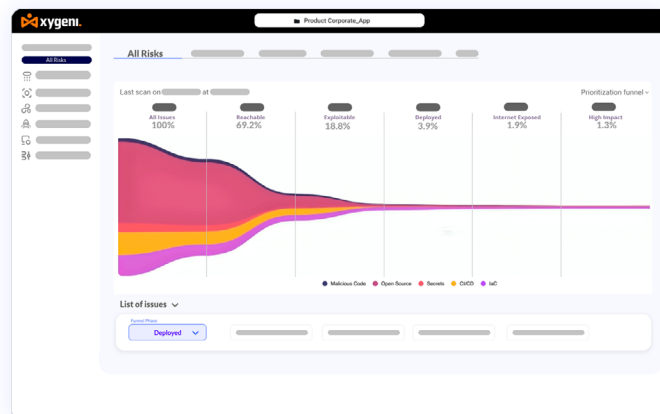 xygeni.
Product Corporate_App
All Risks
All Risks
Last scan on at
Prioritization funnel
All Issues Reachable Exploitable Deployed Internet Exposed High Impact
100% 69.2% 18.8% 3.9% 1.9% 1.3%
Malicious Code Open Source Secrets CI/CD IaC
List of issues
Funnel Phase
Deployed